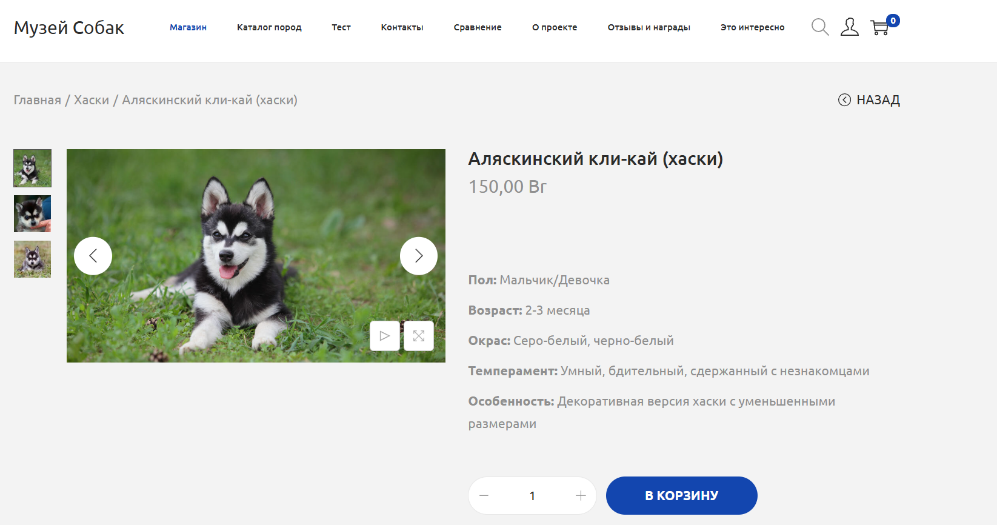 Музей Собак
Магазин
Каталог пород
Тест
Контакты
Сравнение
О проекте
Отзывы и награды
Это интересно
0
Главная / Хаски / Аляскинский кли-кай (хаски)
НАЗАД
Аляскинский кли-кай (хаски)
150,00 Br
Пол: Мальчик/Девочка
Возраст: 2-3 месяца
Окрас: Серо-белый, черно-белый
Темперамент: Умный, бдительный, сдержанный с незнакомцами
Особенность: Декоративная версия хаски с уменьшенными
размерами
− 1 +
В КОРЗИНУ